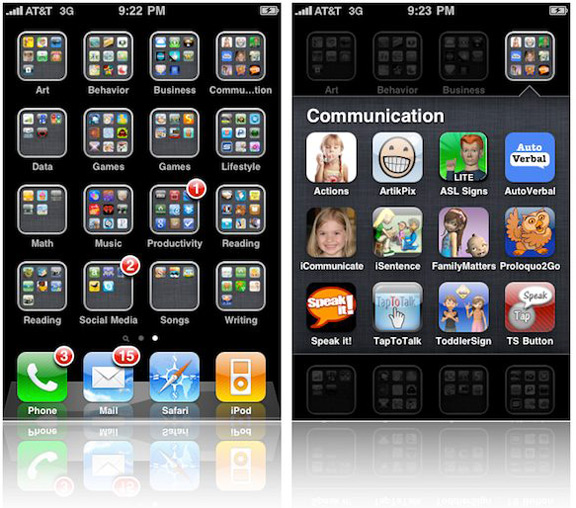 AT&T 3G 9:22 PM
Art Behavior Business Commu...tion
Data Games Games Lifestyle
1
Math Music Productivity Reading
2
Reading Social Media Songs Writing
3 15
Phone Mail Safari iPod
AT&T 3G 9:23 PM
Art Behavior Business
Communication
Auto
Verbal
LITE
Actions ArtikPix ASL Signs AutoVerbal
iCommunicate iSentence FamilyMatters Proloquo2Go
Speak it! TapToTalk Speak
Tap
Speak it! TapToTalk ToddlerSign TS Button